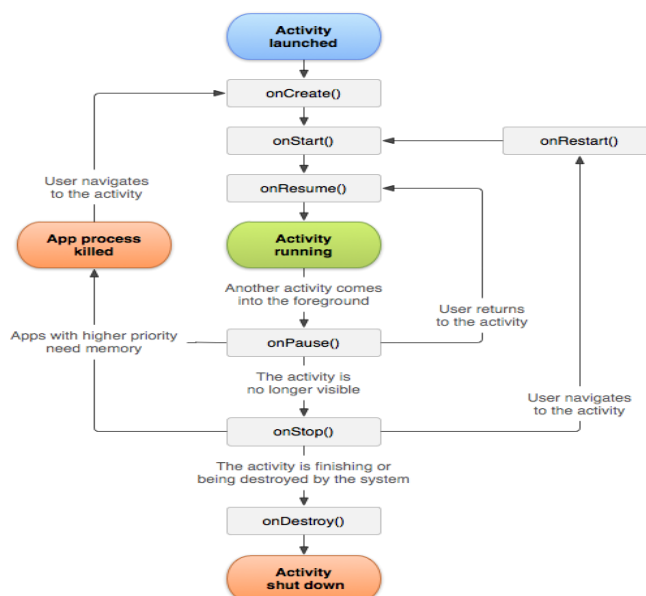 Activity
launched
onCreate()
onStart()
onRestart()
User navigates
to the activity
onResume()
App process
killed
Activity
running
Another activity comes
into the foreground
User returns
to the activity
Apps with higher priority
need memory
onPause()
The activity is
no longer visible
User navigates
to the activity
onStop()
The activity is finishing or
being destroyed by the system
onDestroy()
Activity
shut down